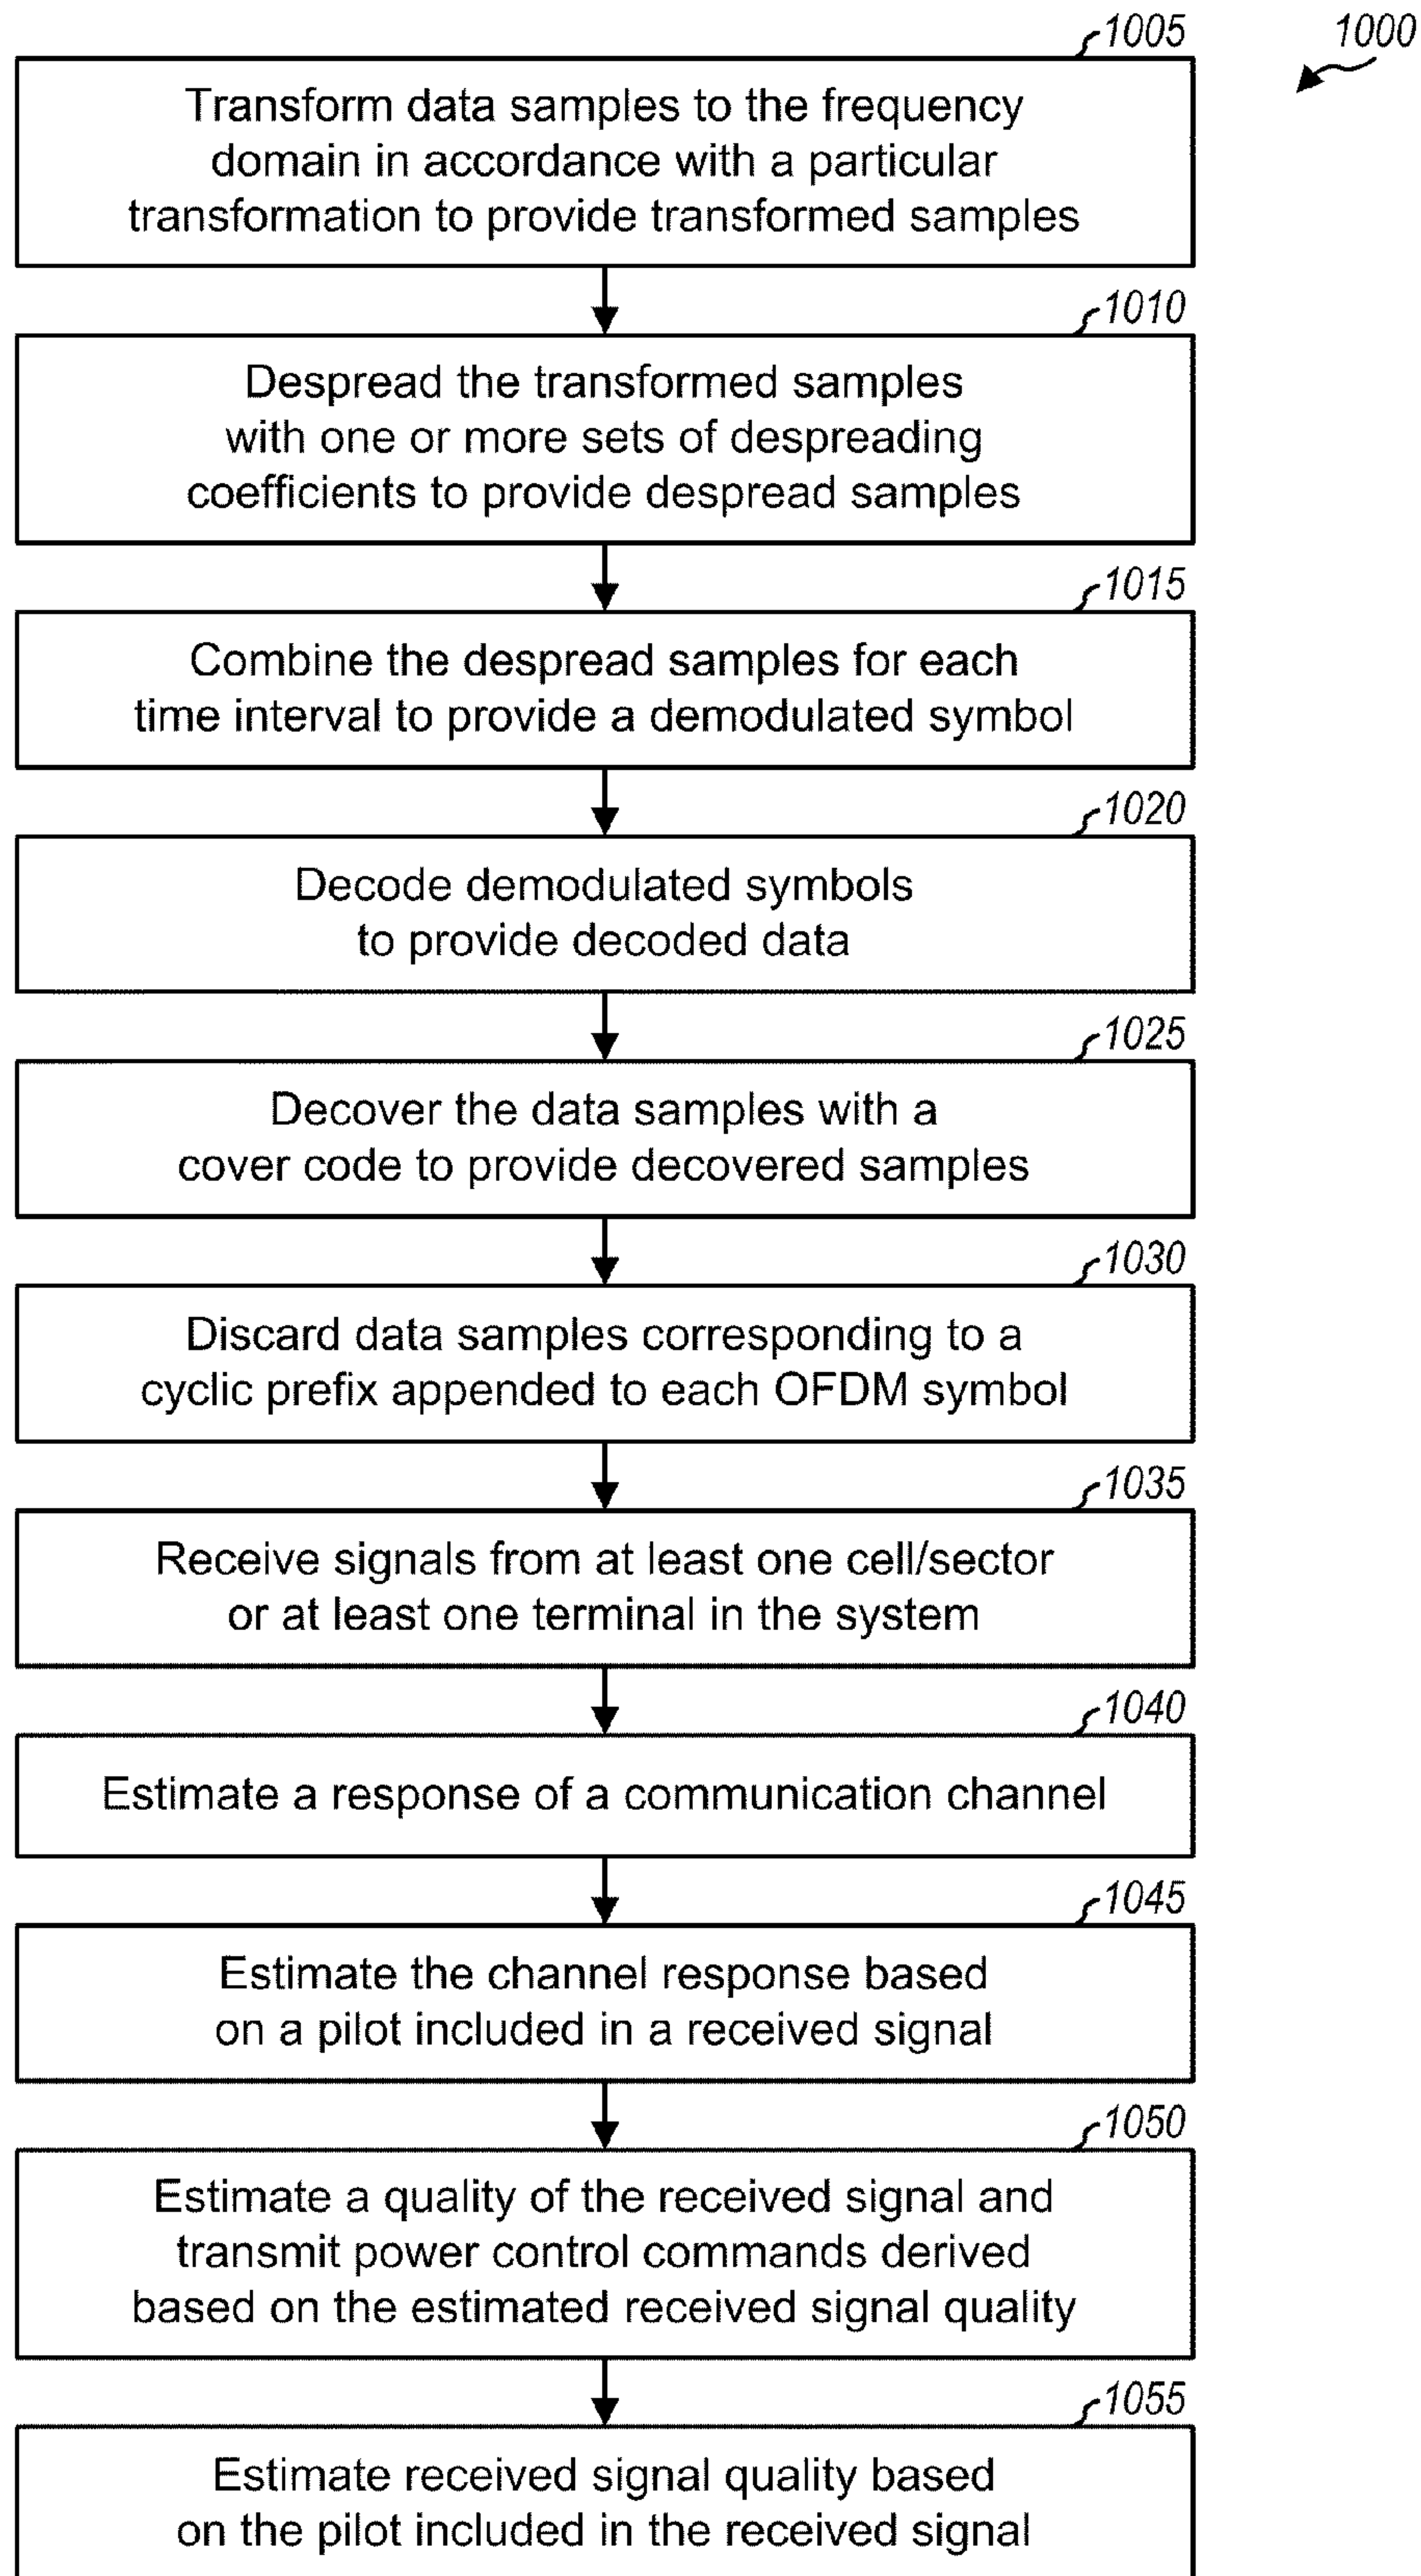 1005
1000
Transform data samples to the frequency
domain in accordance with a particular
transformation to provide transformed samples
1010
Despread the transformed samples
with one or more sets of despreading
coefficients to provide despread samples
1015
Combine the despread samples for each
time interval to provide a demodulated symbol
1020
Decode demodulated symbols
to provide decoded data
1025
Decover the data samples with a
cover code to provide decovered samples
1030
Discard data samples corresponding to a
cyclic prefix appended to each OFDM symbol
1035
Receive signals from at least one cell/sector
or at least one terminal in the system
1040
Estimate a response of a communication channel
1045
Estimate the channel response based
on a pilot included in a received signal
1050
Estimate a quality of the received signal and
transmit power control commands derived
based on the estimated received signal quality
1055
Estimate received signal quality based
on the pilot included in the received signal